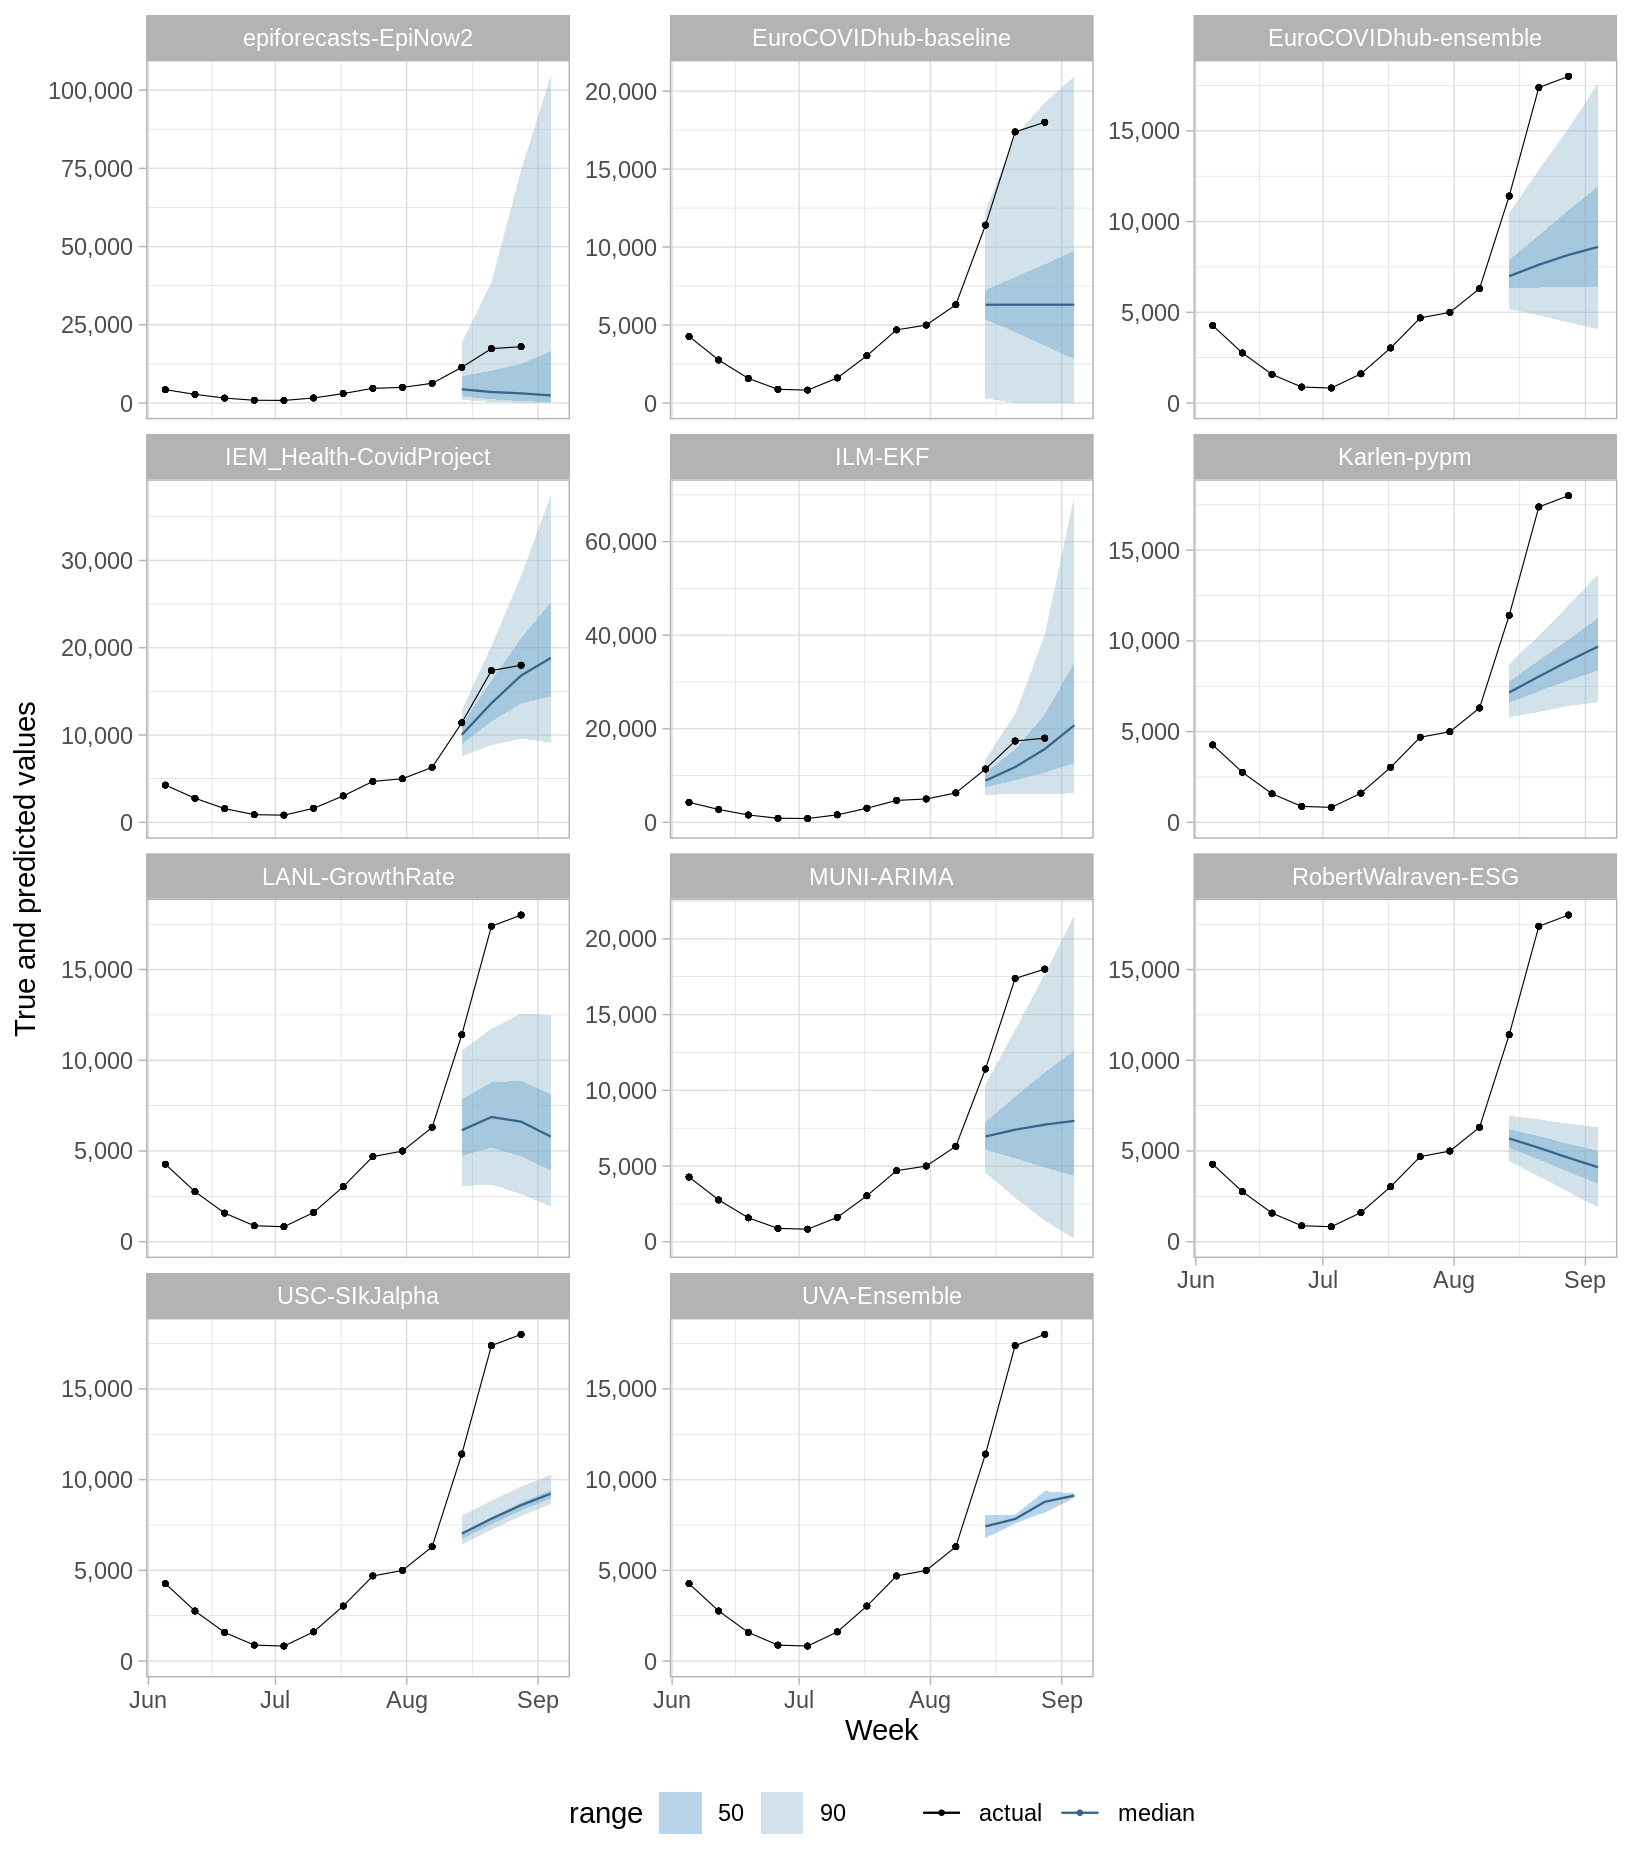 epiforecasts-EpiNow2
EuroCOVIDhub-baseline
EuroCOVIDhub-ensemble
100,000
75,000
50,000
25,000
0
20,000
15,000
10,000
5,000
0
15,000
10,000
5,000
0
IEM_Health-CovidProject
ILM-EKF
Karlen-pypm
30,000
20,000
10,000
0
60,000
40,000
20,000
0
15,000
10,000
5,000
0
True and predicted values
LANL-GrowthRate
MUNI-ARIMA
RobertWalraven-ESG
15,000
10,000
5,000
0
20,000
15,000
10,000
5,000
0
15,000
10,000
5,000
0
Jun Jul Aug Sep
USC-SIkJalpha
UVA-Ensemble
15,000
10,000
5,000
0
15,000
10,000
5,000
0
Jun Jul Aug Sep
Jun Jul Aug Sep
Week
range 50 90 actual median